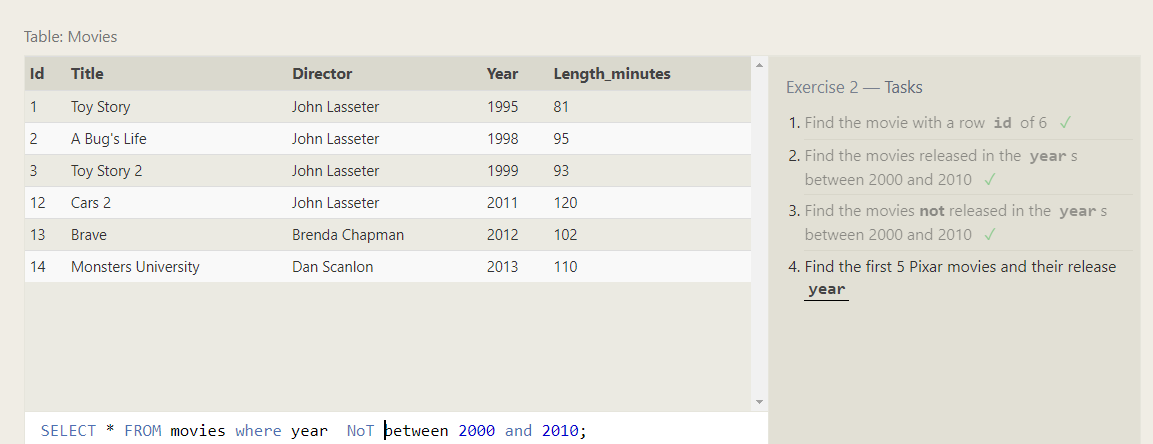 Table: Movies
Id Title Director Year Length_minutes
1 Toy Story John Lasseter 1995 81
2 A Bug's Life John Lasseter 1998 95
3 Toy Story 2 John Lasseter 1999 93
12 Cars 2 John Lasseter 2011 120
13 Brave Brenda Chapman 2012 102
14 Monsters University Dan Scanlon 2013 110
SELECT * FROM movies where year  NoT between 2000 and 2010;
Exercise 2 — Tasks
1. Find the movie with a row id of 6 ✓
2. Find the movies released in the year s
between 2000 and 2010 ✓
3. Find the movies not released in the year s
between 2000 and 2010 ✓
4. Find the first 5 Pixar movies and their release
year